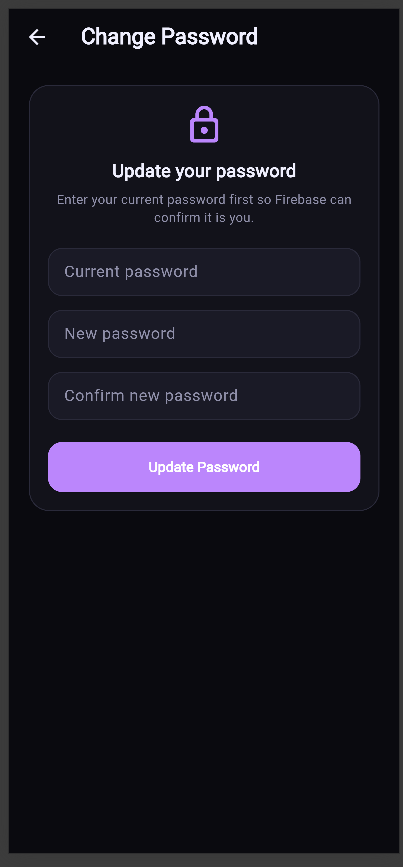 Change Password
Update your password
Enter your current password first so Firebase can
confirm it is you.
Current password
New password
Confirm new password
Update Password